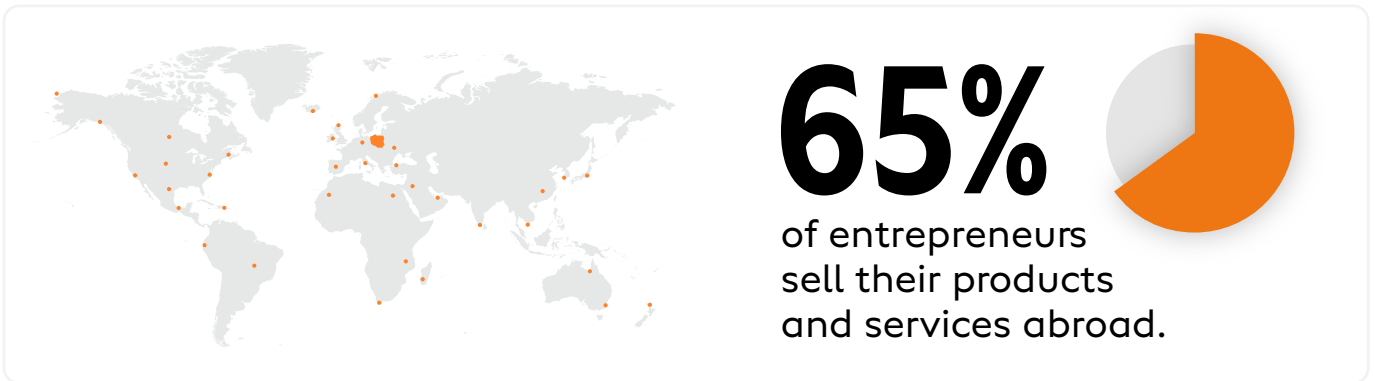 65%
of entrepreneurs
sell their products
and services abroad.